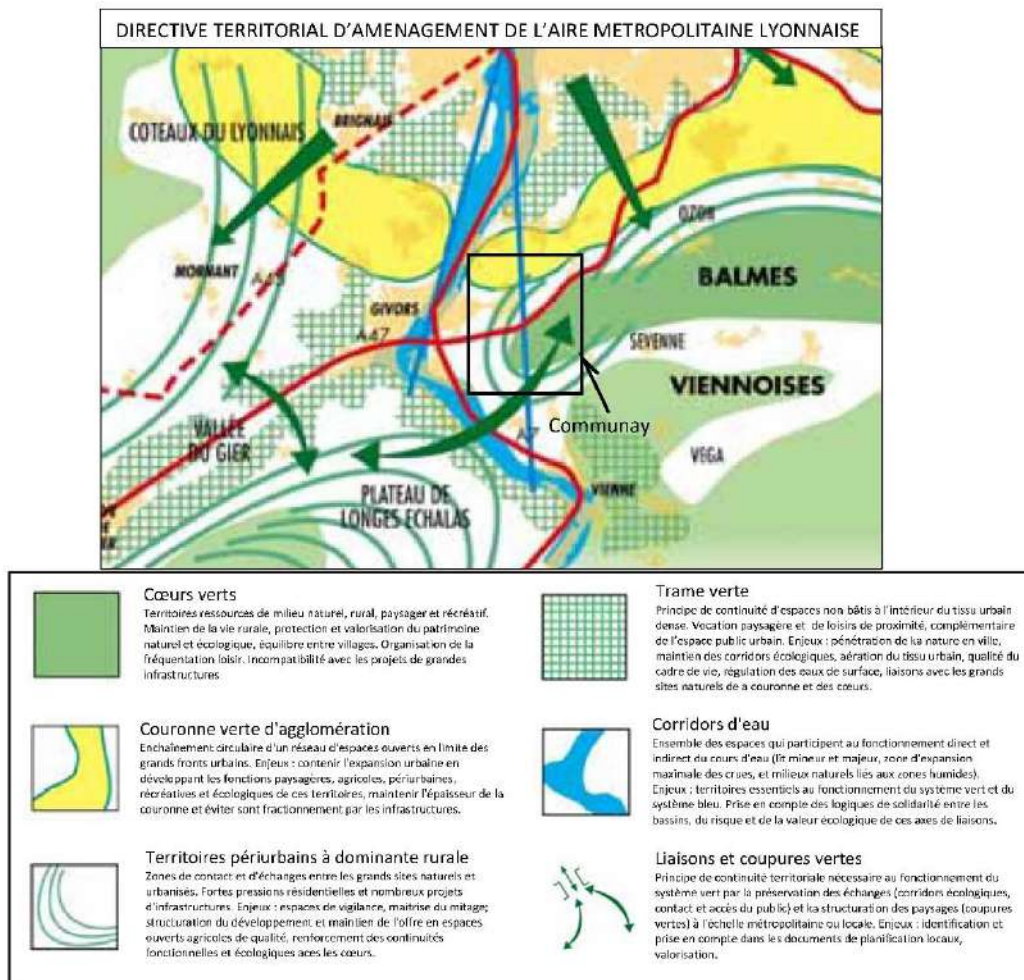 DIRECTIVE TERRITORIAL D'AMENAGEMENT DE L'AIRE METROPOLITAINE LYONNAISE
COTEAUX DU LYONNAIS
BRIGNAIS
OZON
MORNANT
A45
BALMES
GIVORS
A47
SEVENNE
VIENNOISES
Communay
A7
VALLÉE
DU GIER
VEGA
PLATEAU DE
LONGES ECHALAS
VIENNE
DE
Cœurs verts
Territoires ressources de milieu naturel, rural, paysager et récréatif.
Maintien de la vie rurale, protection et valorisation du patrimoine
naturel et écologique, équilibre entre villages. Organisation de la
fréquentation loisir. Incompatibilité avec les projets de grandes
infrastructures
Trame verte
Principe de continuité d'espaces non bâtis à l'intérieur du tissu urbain
dense. Vocation paysagère et de loisirs de proximité, complémentaire
de l'espace public urbain. Enjeux : pénétration de ka nature en ville,
maintien des corridors écologiques, aération du tissu urbain, qualité du
cadre de vie, régulation des eaux de surface, liaisons avec les grands
sites naturels de a couronne et des cœurs.
Couronne verte d'agglomération
Enchaînement circulaire d'un réseau d'espaces ouverts en limite des
grands fronts urbains. Enjeu : contenir l'expansion urbaine en
développant les fonctions paysagères, agricoles, périurbaines,
récréatives et écologiques de ces territoires, maintenir l'épaisseur de la
couronne et éviter sont fractionnement par les infrastructures.
Corridors d'eau
Ensemble des espaces qui participent au fonctionnement direct et
indirect du cours d'eau (lit mineur et majeur, zone d'expansion
maximale des crues, et milieux naturels liés aux zones humides).
Enjeu : territoires essentiels au fonctionnement du système vert et du
système bleu. Prise en compte des logiques de solidarité entre les
bassins, du risque et de la valeur écologique de ces axes de liaisons.
Territoires périurbains à dominante rurale
Zones de contact et d'échanges entre les grands sites naturels et
urbanisés. Fortes pressions résidentielles et nombreux projets
d'infrastructures. Enjeu : espaces de vigilance, maitrise du mitage;
structuration du développement et maintien de l'offre en espaces
ouverts agricoles de qualité, renforcement des continuités
fonctionnelles et écologiques aces les cœurs.
Liaisons et coupures vertes
Principe de continuité territoriale nécessaire au fonctionnement du
système vert par la préservation des échanges (corridors écologiques,
contact et accès du public) et ka structuration des paysages (coupures
vertes) à l'échelle métropolitaine ou locale. Enjeu : identification et
prise en compte dans les documents de planification locaux,
valorisation.